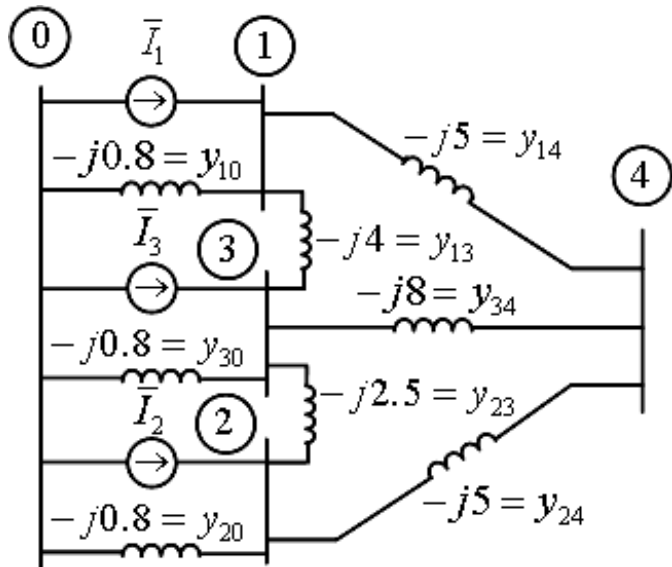 0
Ī₁
1
-j0.8 = y₁₀
-j5 = y₁₄
4
Ī₃
3
-j4 = y₁₃
-j8 = y₃₄
-j0.8 = y₃₀
Ī₂
2
-j2.5 = y₂₃
-j0.8 = y₂₀
-j5 = y₂₄